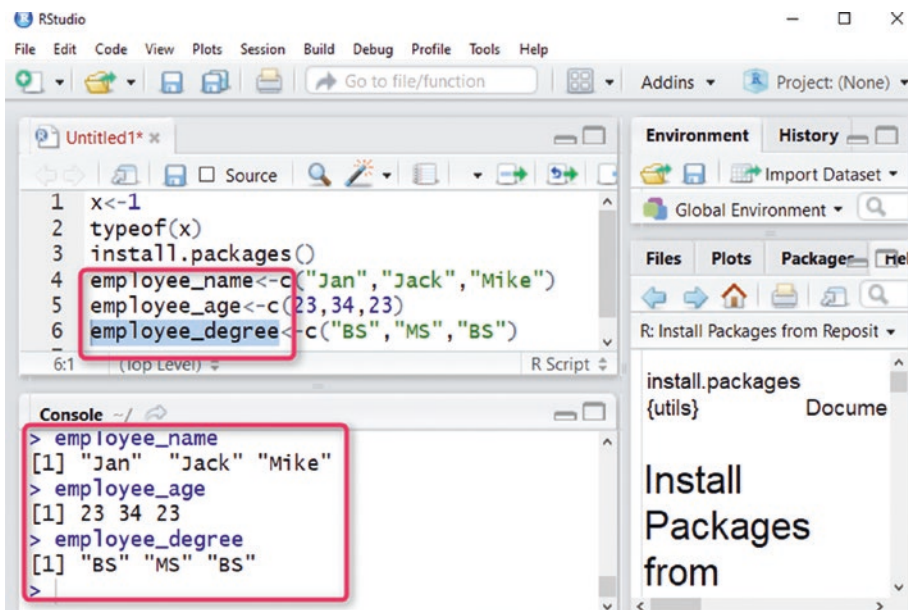 RStudio
File Edit Code View Plots Session Build Debug Profile Tools Help
Go to file/function Addins Project: (None)
Untitled1* ×
Source
1 x<-1
2 typeof(x)
3 install.packages()
4 employee_name<-c("Jan","Jack","Mike")
5 employee_age<-c(23,34,23)
6 employee_degree<-c("BS","MS","BS")
6:1 (Top Level) R Script
Console ~/
> employee_name
[1] "Jan" "Jack" "Mike"
> employee_age
[1] 23 34 23
> employee_degree
[1] "BS" "MS" "BS"
>
Environment History
Import Dataset
Global Environment
Files Plots Packages Hel
R: Install Packages from Reposit
install.packages
{utils} Docume
Install
Packages
from